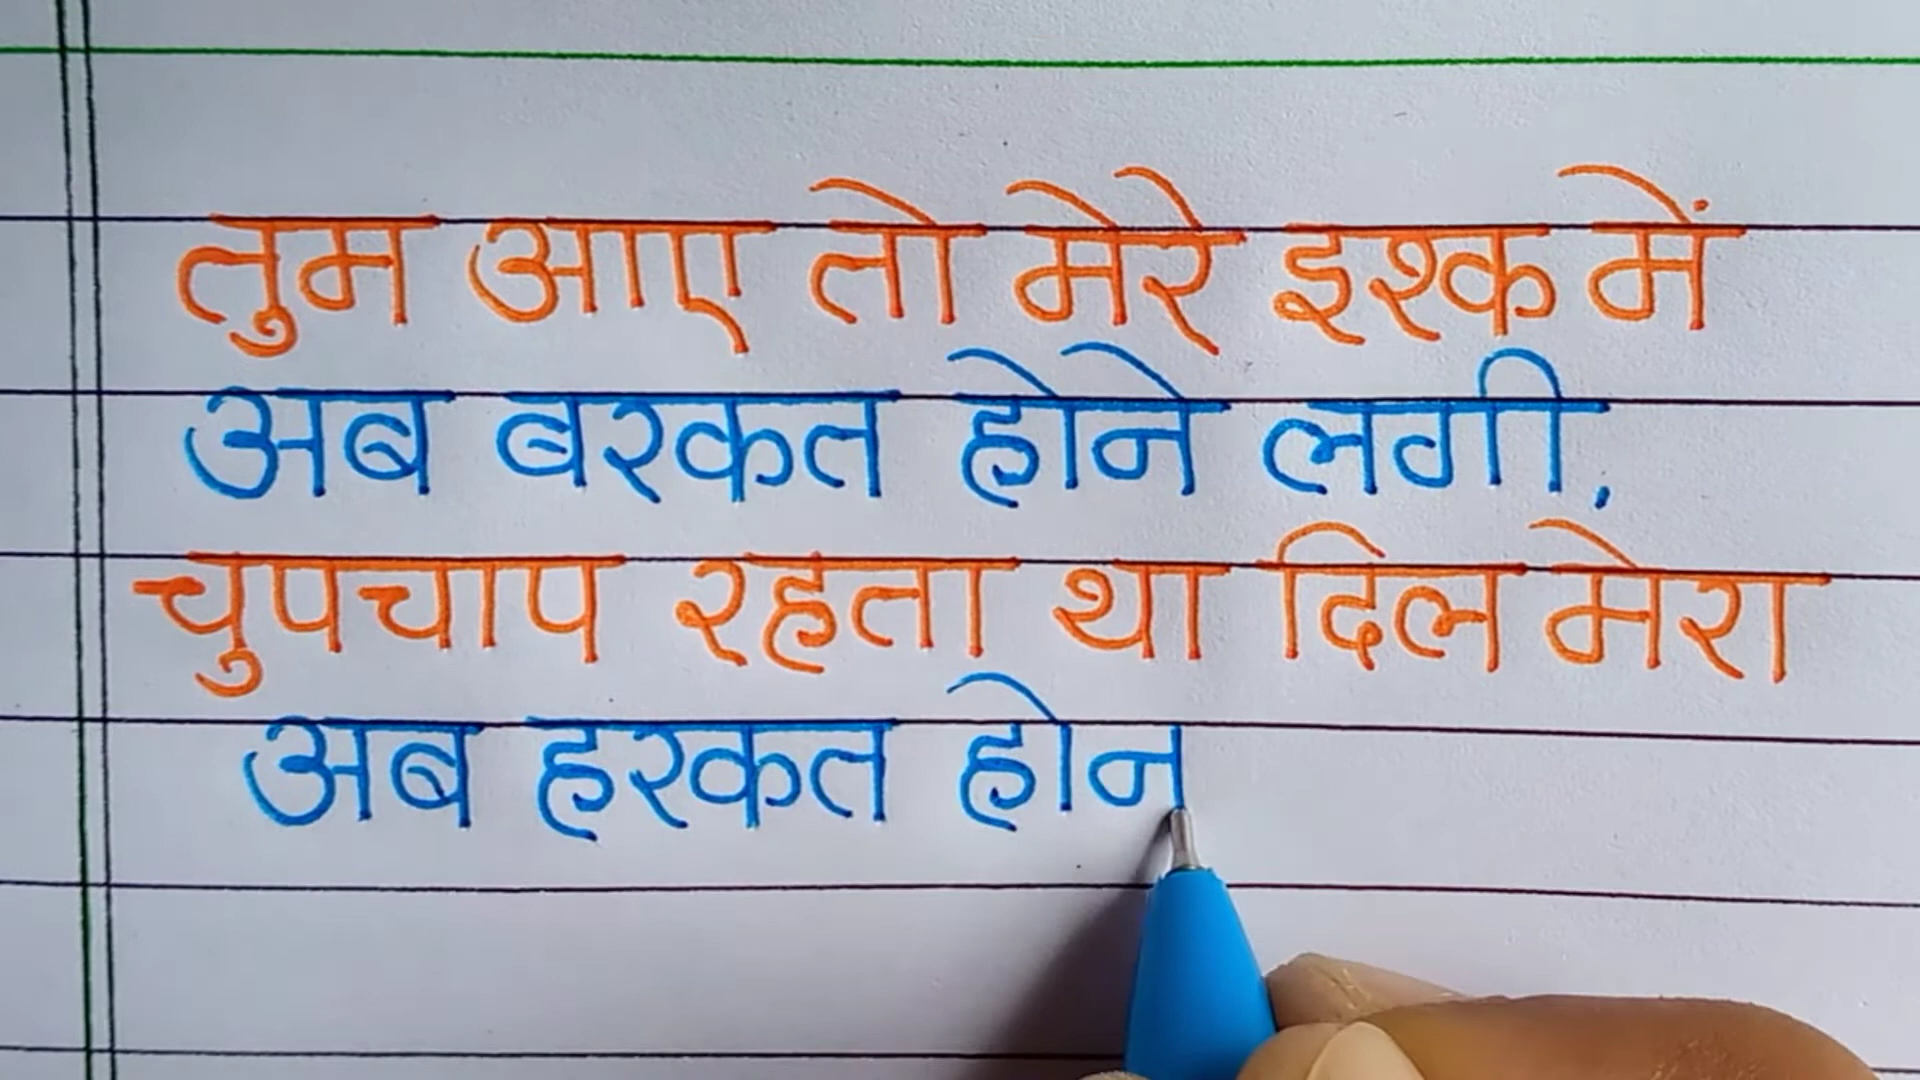 तुम आए तो मेरे इश्क में
अब बरकत होने लगी,
चुपचाप रहता था दिल मेरा
अब हरकत होन